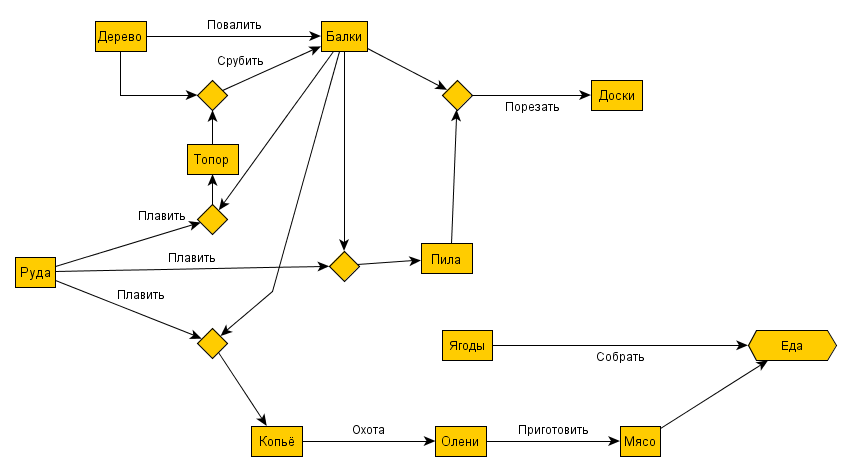 Повалить
Дерево
Балки
Срубить
Доски
Порезать
Топор
Плавить
Плавить
Пила
Руда
Плавить
Ягоды
Еда
Собрать
Охота
Приготовить
Копьё
Олени
Мясо